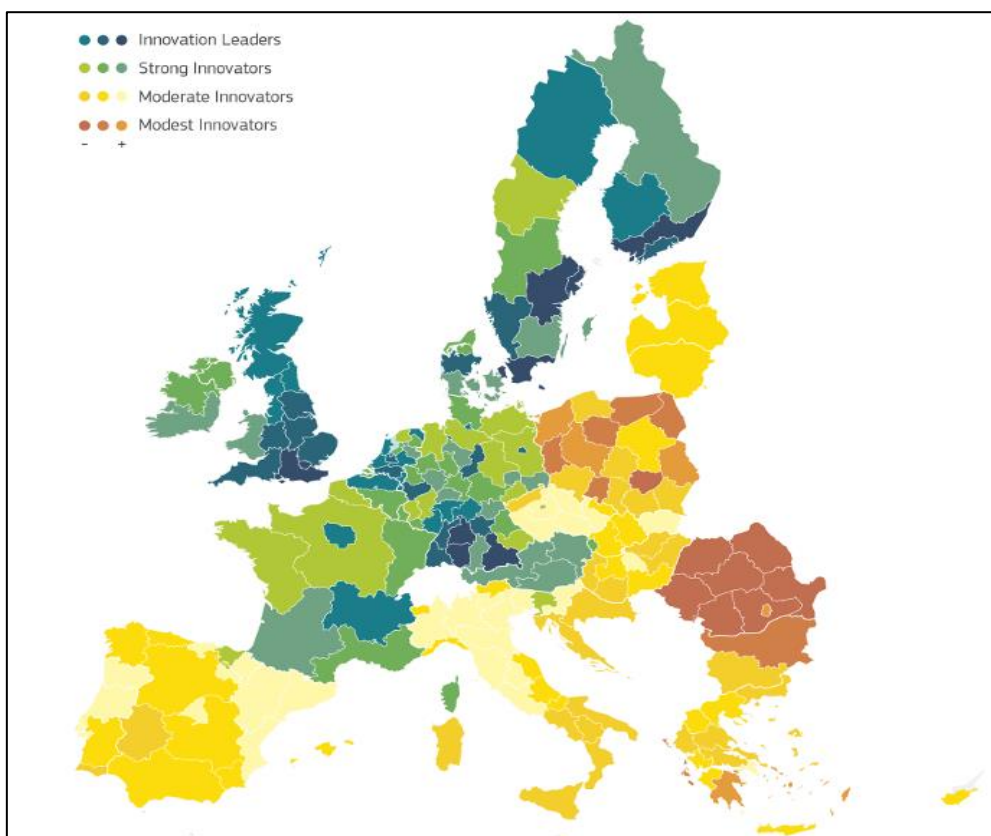 Innovation Leaders
Strong Innovators
Moderate Innovators
Modest Innovators
- +